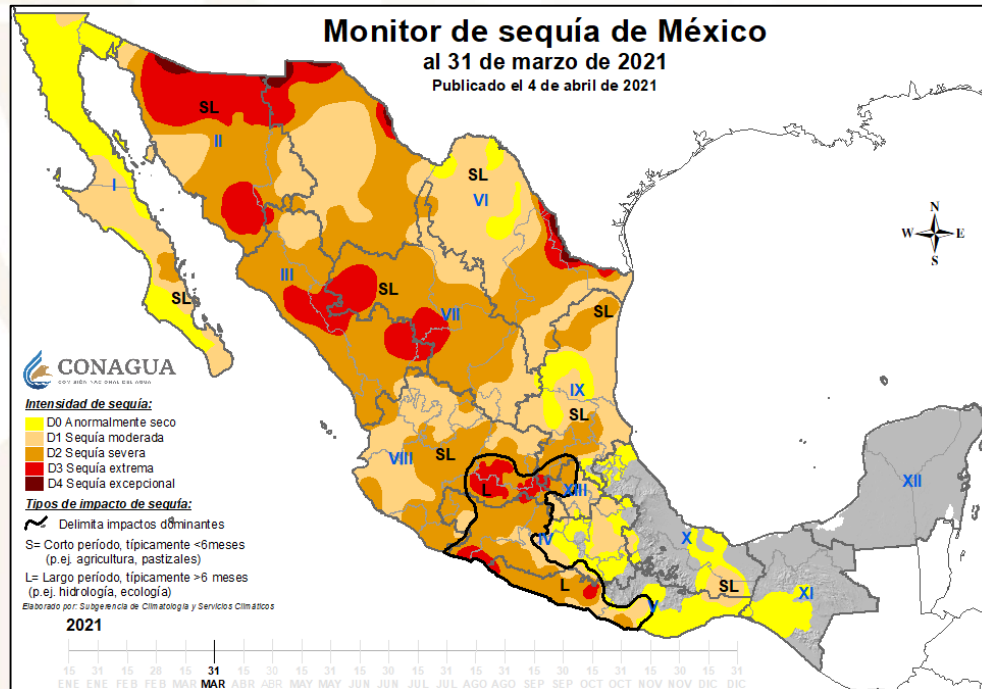 Monitor de sequía de México
al 31 de marzo de 2021
Publicado el 4 de abril de 2021
SL
II
I
SL
VI
N
W E
S
III
SL
VII
SL
SL
CONAGUA
COMISIÓN NACIONAL DEL AGUA
IX
SL
Intensidad de sequía:
D0 Anormalmente seco
D1 Sequía moderada
D2 Sequía severa
D3 Sequía extrema
D4 Sequía excepcional
SL
VIII
L
XIII
XII
Tipos de impacto de sequía:
Delimita impactos dominantes
S= Corto período, típicamente <6meses
(p.ej. agricultura, pastizales)
L= Largo período, típicamente >6 meses
(p.ej. hidrología, ecología)
IV
X
L
SL
XI
V
Elaborado por: Subgerencia de Climatología y Servicios Climáticos
2021
15 31 15 28 15 31 15 30 15 31 15 30 15 31 15 31 15 30 15 31 15 30 15 31
ENE ENE FEB FEB MAR MAR ABR ABR MAY MAY JUN JUN JUL JUL AGO AGO SEP SEP OCT OCT NOV NOV DIC DIC